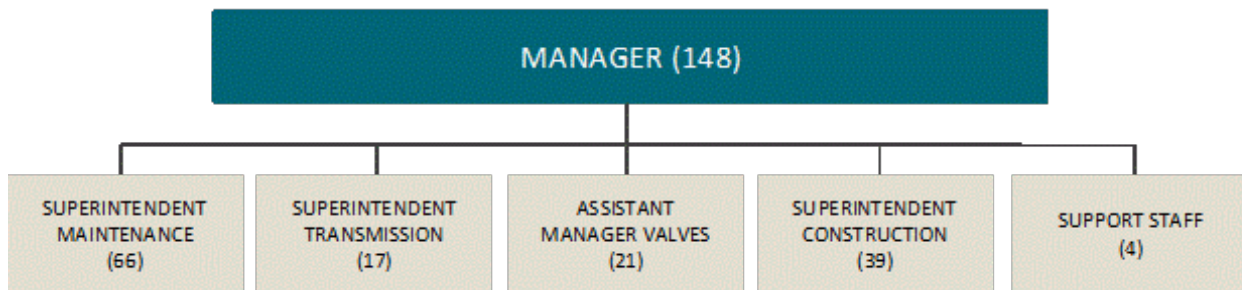 MANAGER (148)
SUPERINTENDENT
MAINTENANCE
(66)
SUPERINTENDENT
TRANSMISSION
(17)
ASSISTANT
MANAGER VALVES
(21)
SUPERINTENDENT
CONSTRUCTION
(39)
SUPPORT STAFF
(4)